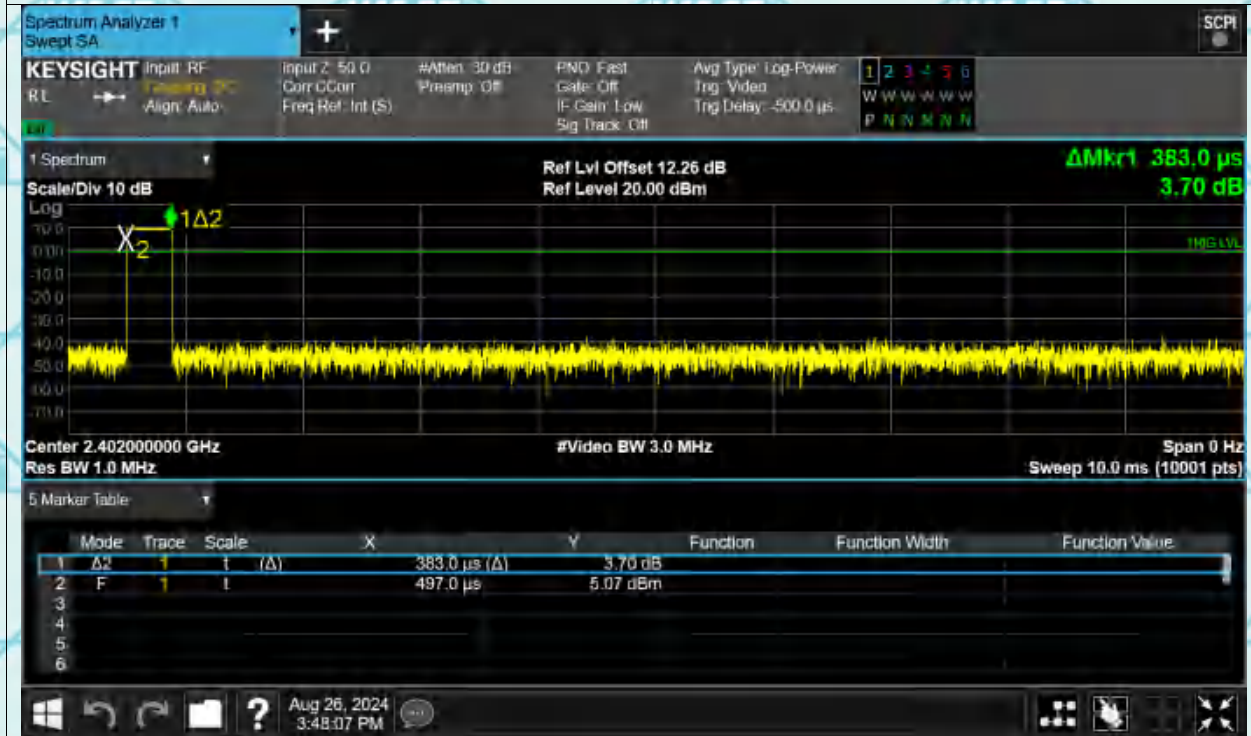 Spectrum Analyzer 1
Swept SA
+
SCPI
KEYSIGHT Input: RF Input Z: 50 Ω #Atten: 30 dB PNO: Fast Avg Type: Log-Power 1 2 3 4 5 6
RL Corr CCorr Preamp: Off Gate: Off Trig: Video W W W W W W
Align: Auto Freq Ref: Int (S) IF Gain: Low Trig Delay: -500.0 µs P N N N N N
Sig Track: Off
1 Spectrum
Ref Lvl Offset 12.26 dB
ΔMkr1 383.0 µs
Scale/Div 10 dB
Ref Level 20.00 dBm
3.70 dB
Log
10.0
0.00
-10.0
-20.0
-30.0
-40.0
-50.0
-60.0
-70.0
1Δ2
2
TRIG LVL
Center 2.402000000 GHz #Video BW 3.0 MHz Span 0 Hz
Res BW 1.0 MHz Sweep 10.0 ms (10001 pts)
5 Marker Table
Mode Trace Scale X Y Function Function Width Function Value
1 Δ2 1 t (Δ) 383.0 µs (Δ) 3.70 dB
2 F 1 t 497.0 µs 5.07 dBm
3
4
5
6
?
Aug 26, 2024
3:48:07 PM